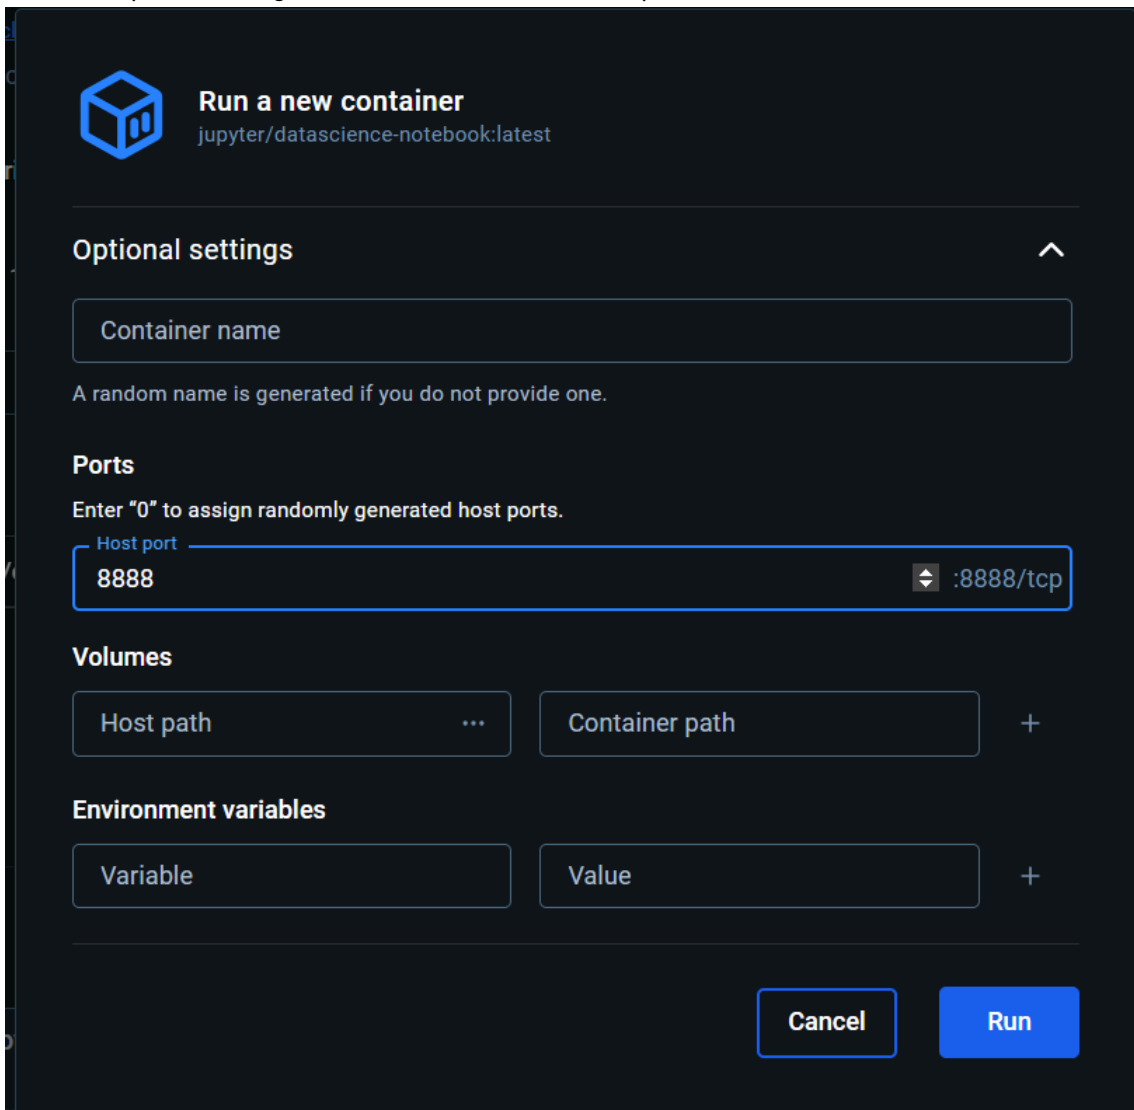 Run a new container
jupyter/datascience-notebook:latest
Optional settings
Container name
A random name is generated if you do not provide one.
Ports
Enter “0” to assign randomly generated host ports.
Host port
8888 :8888/tcp
Volumes
Host path ··· Container path +
Environment variables
Variable Value +
Cancel Run